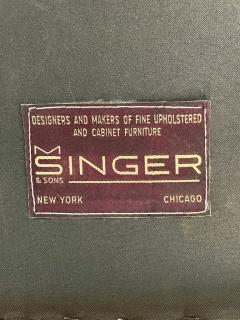 DESIGNERS AND MAKERS OF FINE UPHOLSTERED
AND CABINET FURNITURE
M
SINGER
& SONS
NEW YORK CHICAGO